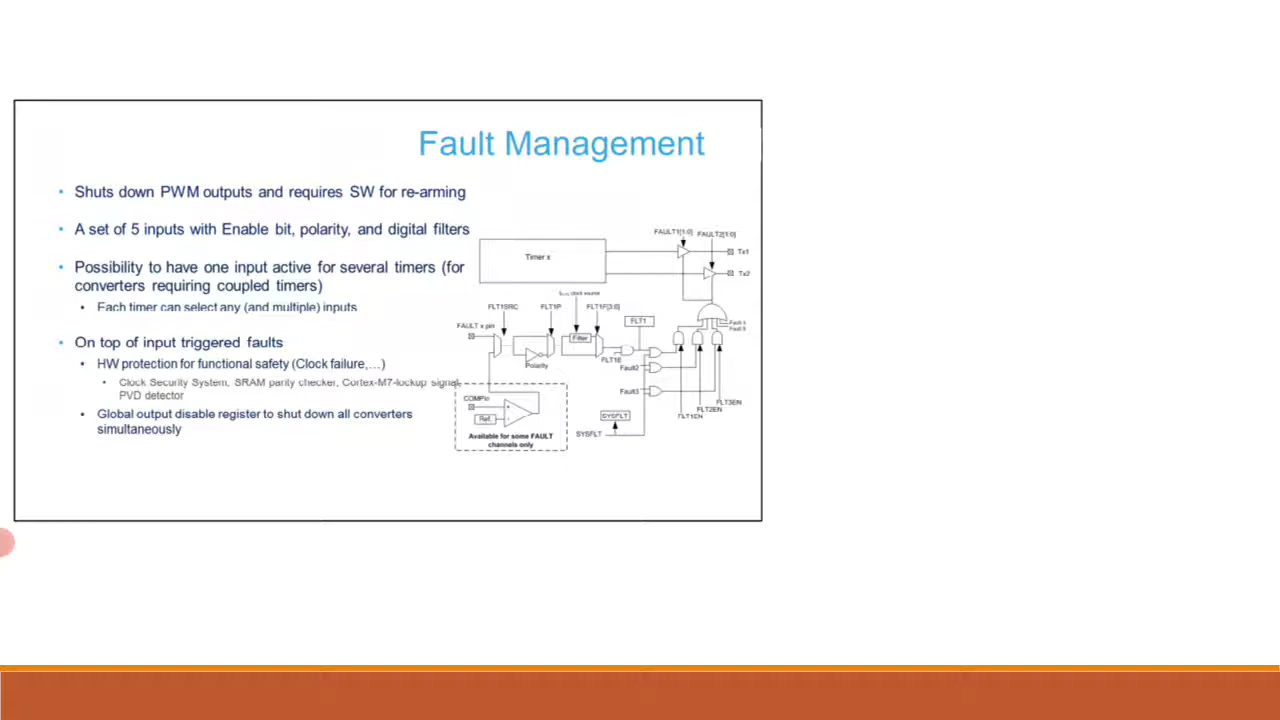 Fault Management
Shuts down PWM outputs and requires SW for re-arming
A set of 5 inputs with Enable bit, polarity, and digital filters
Possibility to have one input active for several timers (for
converters requiring coupled timers)
Each timer can select any (and multiple) inputs
On top of input triggered faults
HW protection for functional safety (Clock failure,…)
Clock Security System, SRAM parity checker, Cortex-M7-lockup signal,
PVD detector
Global output disable register to shut down all converters
simultaneously
FAULT1[1:0]
FAULT2[1:0]
Timer x
Tx1
Tx2
clock source
FLT1SRC
FLT1P
FLT1F[3:0]
FAULT x pin
FLT1
Filter
Polarity
FLT1E
Fault 4
Fault 5
Fault2
Fault3
COMPin
Ref.
Available for some FAULT
channels only
SYSFLT
SYSFLT
FLT1EN
FLT2EN
FLT3EN